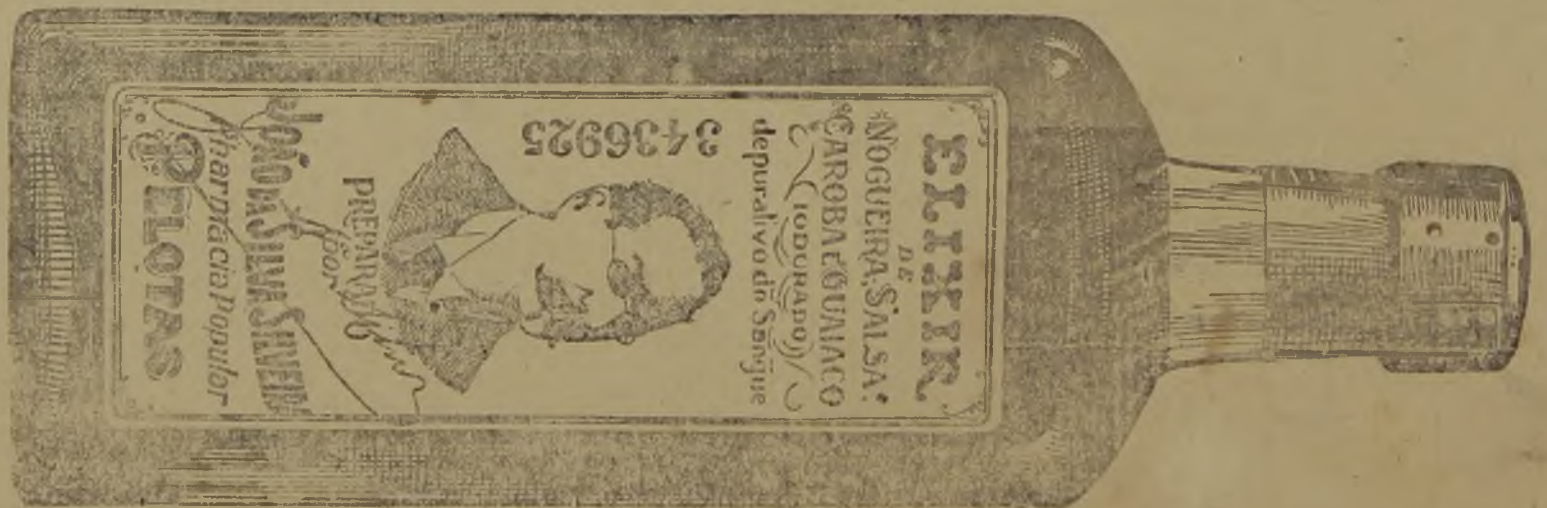 ELIXIR
DE
NOGUEIRA, SALSA,
CAROBA E GUAIACO
(IODURADO)
depurativo do Sangue
3436925
PREPARADO
por
JOÃO DA SILVA SILVEIRA
Pharmacia Popular
PELOTAS